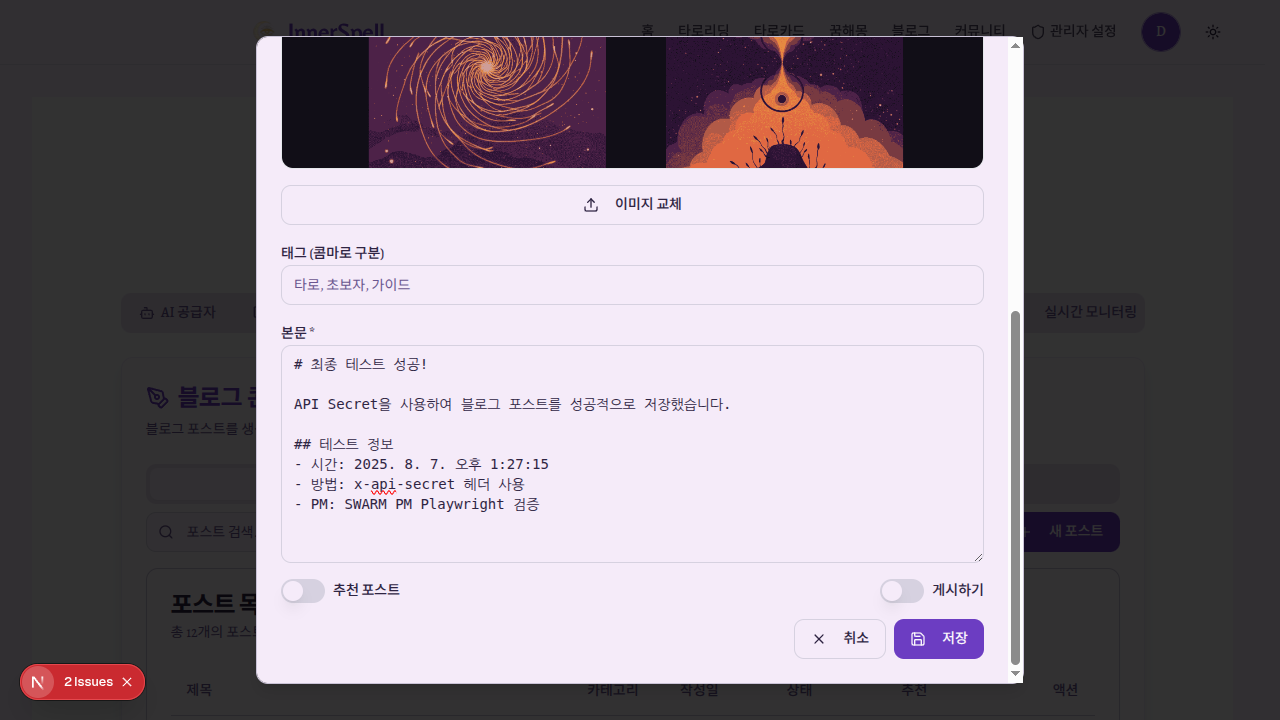 InnerSpell
홈 타로리딩 타로카드 꿈해몽 블로그 커뮤니티 관리자 설정 D
이미지 교체
태그 (콤마로 구분)
타로, 초보자, 가이드
AI 공급자
실시간 모니터링
본문 *
# 최종 테스트 성공!
API Secret을 사용하여 블로그 포스트를 성공적으로 저장했습니다.
## 테스트 정보
- 시간: 2025. 8. 7. 오후 1:27:15
- 방법: x-api-secret 헤더 사용
- PM: SWARM PM Playwright 검증
블로그
블로그 포스트를
포스트 검색
새 포스트
추천 포스트
게시하기
포스트
총 12개의
취소
저장
2 Issues
제목 카테고리 작성일 상태 추천 액션